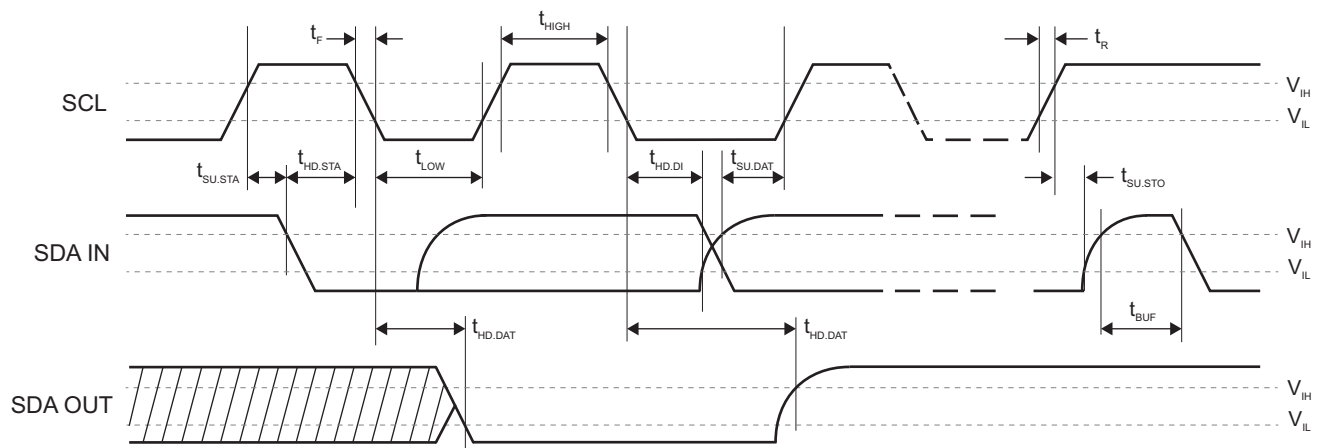 t_F
t_HIGH
t_R
SCL
V_IH
V_IL
t_SU.STA
t_HD.STA
t_LOW
t_HD.DI
t_SU.DAT
t_SU.STO
SDA IN
V_IH
V_IL
t_HD.DAT
t_HD.DAT
t_BUF
SDA OUT
V_IH
V_IL